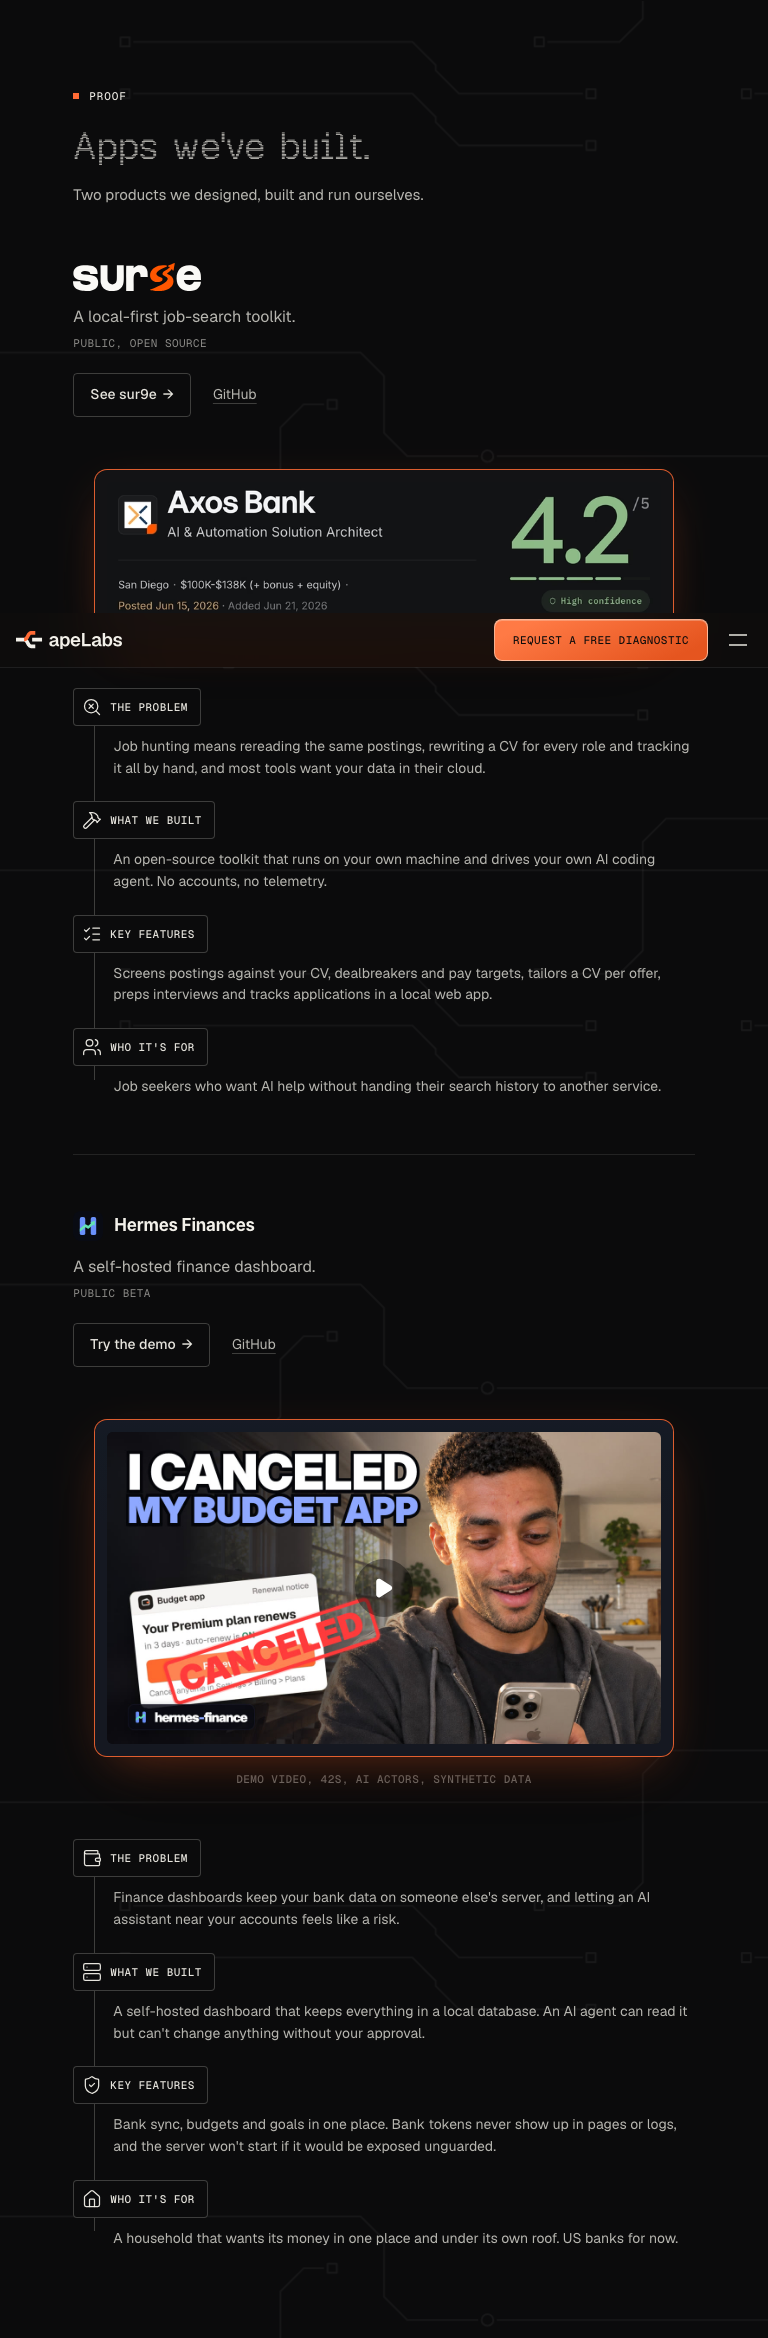 PROOF
Apps we've built.
Two products we designed, built and run ourselves.
sur9e
A local-first job-search toolkit.
PUBLIC, OPEN SOURCE
See sur9e →
GitHub
Axos Bank
AI & Automation Solution Architect
4.2/5
San Diego · $100K-$138K (+ bonus + equity) ·
Posted Jun 15, 2026 · Added Jun 21, 2026
High confidence
apeLabs
REQUEST A FREE DIAGNOSTIC
THE PROBLEM
Job hunting means rereading the same postings, rewriting a CV for every role and tracking
it all by hand, and most tools want your data in their cloud.
WHAT WE BUILT
An open-source toolkit that runs on your own machine and drives your own AI coding
agent. No accounts, no telemetry.
KEY FEATURES
Screens postings against your CV, dealbreakers and pay targets, tailors a CV per offer,
preps interviews and tracks applications in a local web app.
WHO IT'S FOR
Job seekers who want AI help without handing their search history to another service.
Hermes Finances
A self-hosted finance dashboard.
PUBLIC BETA
Try the demo →
GitHub
I CANCELED
MY BUDGET APP
Budget app
Renewal notice
Your Premium plan renews
in 3 days · auto-renew is
CANCELED
Cancel anytime in Settings > Billing > Plans
hermes-finance
DEMO VIDEO, 42S, AI ACTORS, SYNTHETIC DATA
THE PROBLEM
Finance dashboards keep your bank data on someone else's server, and letting an AI
assistant near your accounts feels like a risk.
WHAT WE BUILT
A self-hosted dashboard that keeps everything in a local database. An AI agent can read it
but can't change anything without your approval.
KEY FEATURES
Bank sync, budgets and goals in one place. Bank tokens never show up in pages or logs,
and the server won't start if it would be exposed unguarded.
WHO IT'S FOR
A household that wants its money in one place and under its own roof. US banks for now.